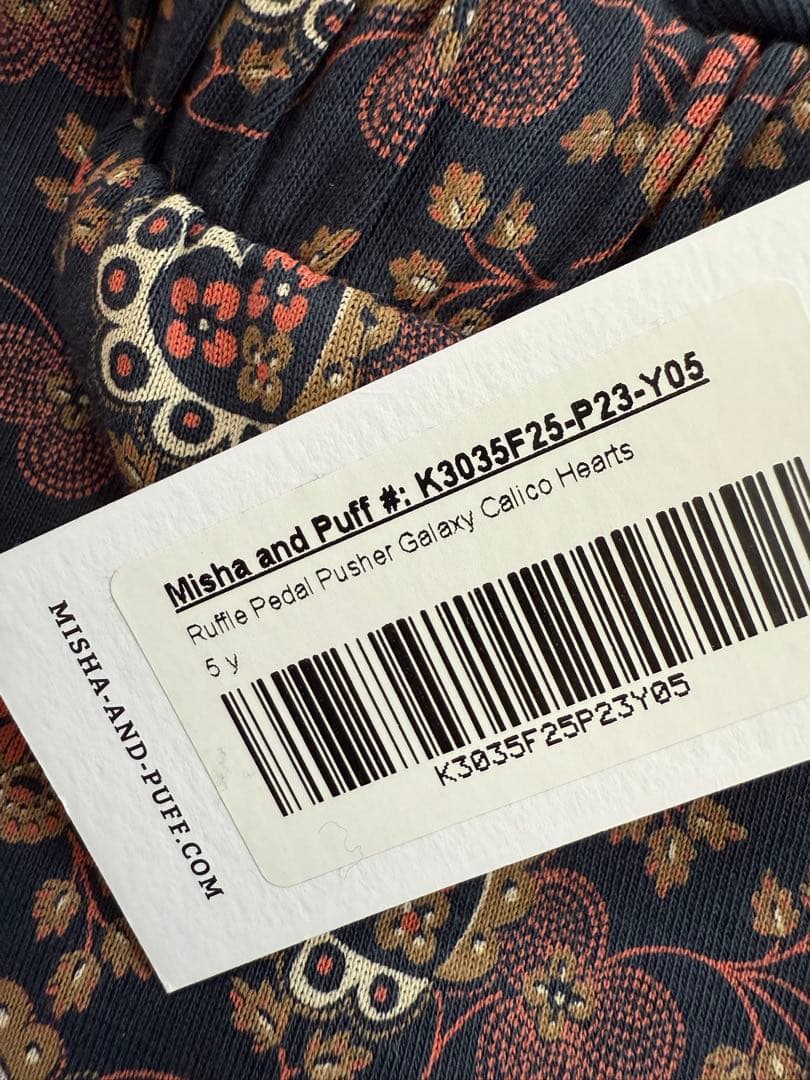 Misha and Puff #: K3035F25-P23-Y05
Ruffle Pedal Pusher Galaxy Calico Hearts
5 y
K3035F25P23Y05
MISHA-AND-PUFF.COM